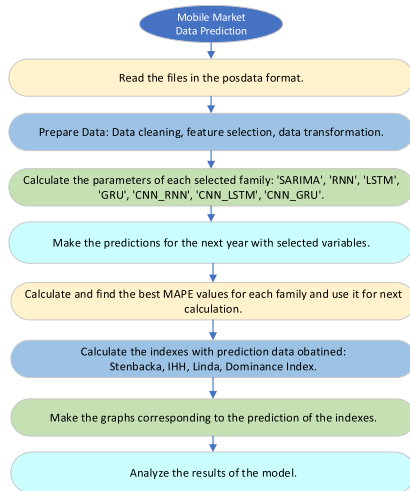 Mobile Market
Data Prediction
Read the files in the posdata format.
Prepare Data: Data cleaning, feature selection, data transformation.
Calculate the parameters of each selected family: 'SARIMA', 'RNN', 'LSTM',
'GRU', 'CNN_RNN', 'CNN_LSTM', 'CNN_GRU'.
Make the predictions for the next year with selected variables.
Calculate and find the best MAPE values for each family and use it for next
calculation.
Calculate the indexes with prediction data obatined:
Stenbacka, IHH, Linda, Dominance Index.
Make the graphs corresponding to the prediction of the indexes.
Analyze the results of the model.